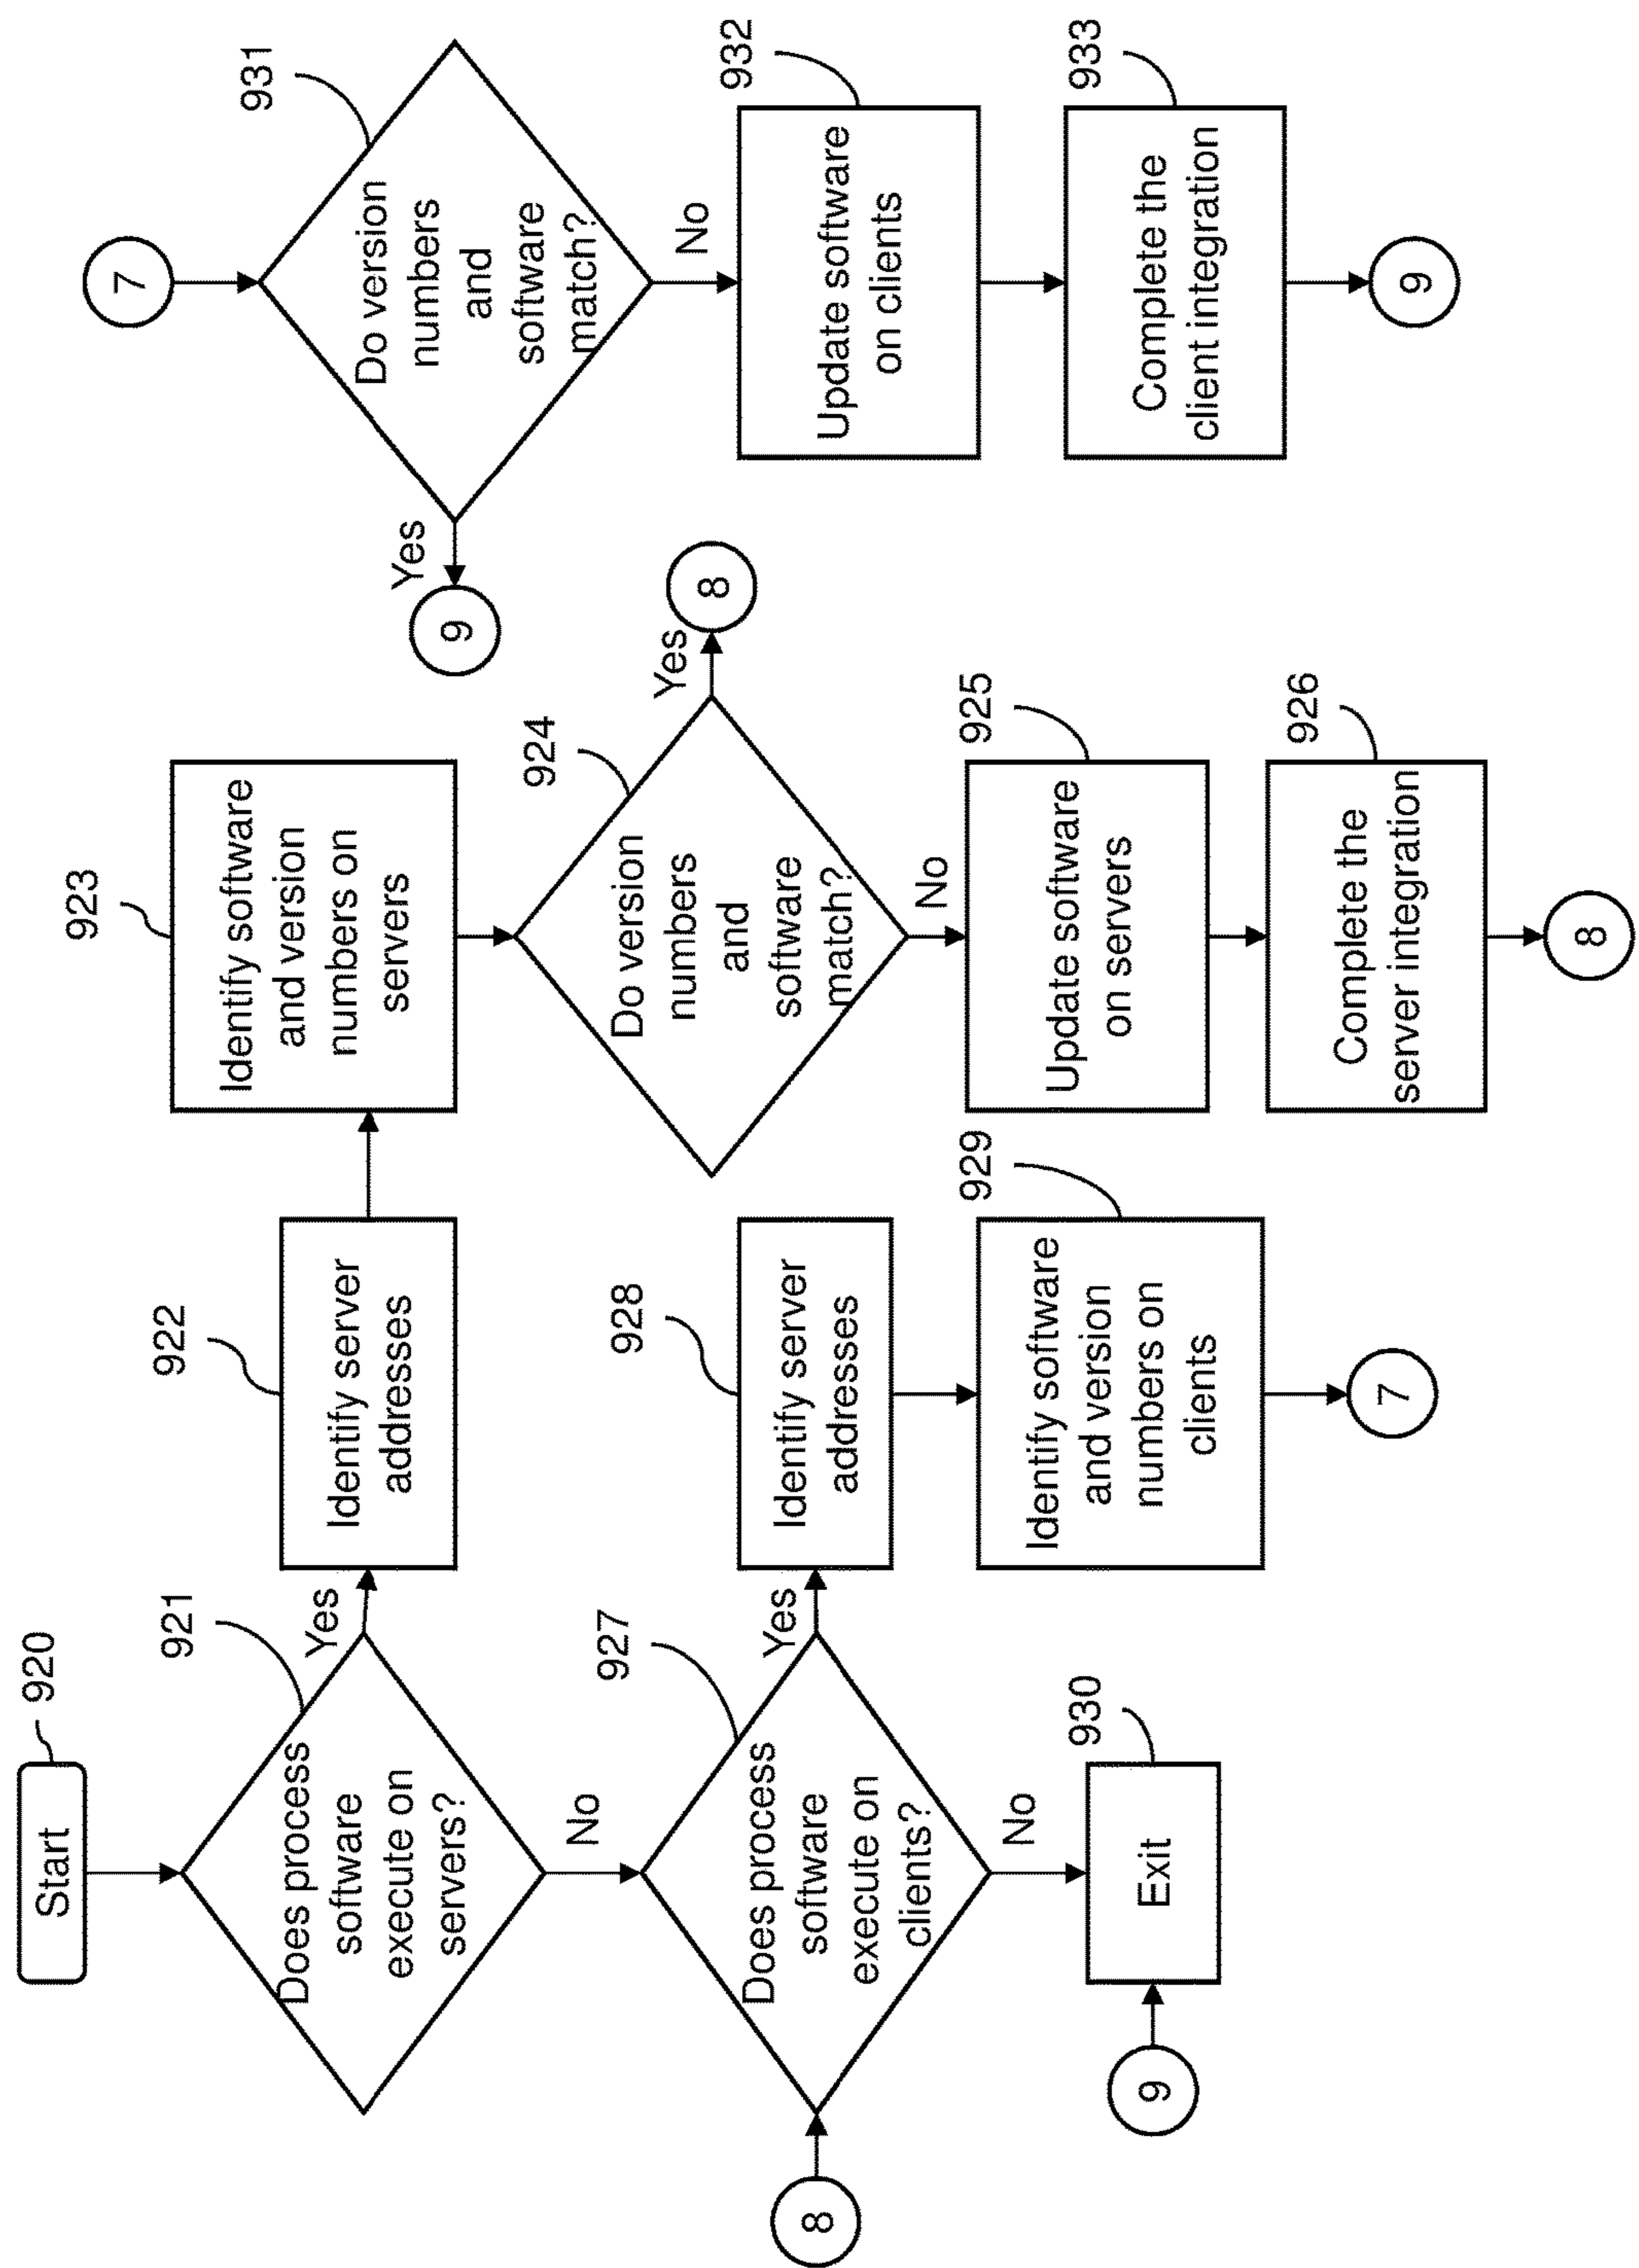 Start
920
Does process
software
execute on
servers?
921
Yes
No
Identify server
addresses
922
Identify software
and version
numbers on
servers
923
Do version
numbers
and
software
match?
924
Yes
8
No
Update software
on servers
925
Complete the
server integration
926
8
8
Does process
software
execute on
clients?
927
Yes
No
Identify server
addresses
928
Identify software
and version
numbers on
clients
929
7
9
Exit
930
7
Do version
numbers
and
software
match?
931
Yes
9
No
Update software
on clients
932
Complete the
client integration
933
9